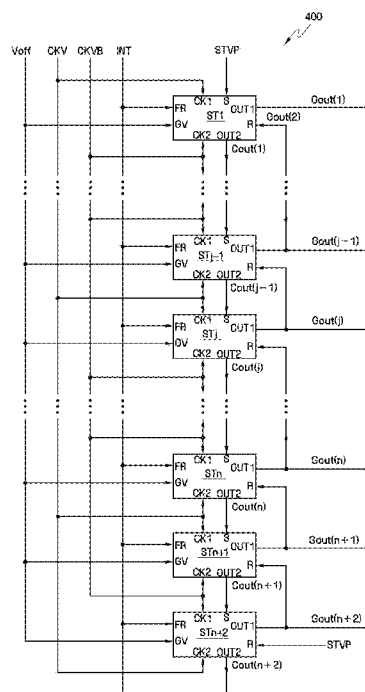 400
Voff CKV CKVB INT STVP
CK1 S OUT1 Gout(1)
FR ST1 Gout(2)
GV R
CK2 OUT2
Cout(1)
CK1 S OUT1 Gout(j-1)
FR STj-1
GV R
CK2 OUT2
Cout(j-1)
CK1 S OUT1 Gout(j)
FR STj
GV R
CK2 OUT2
Cout(j)
CK1 S OUT1 Gout(n)
FR STn
GV R
CK2 OUT2
Cout(n)
CK1 S OUT1 Gout(n+1)
FR STn+1
GV R
CK2 OUT2
Cout(n+1)
CK1 S OUT1 Gout(n+2)
FR STn+2
GV R STVP
CK2 OUT2
Cout(n+2)